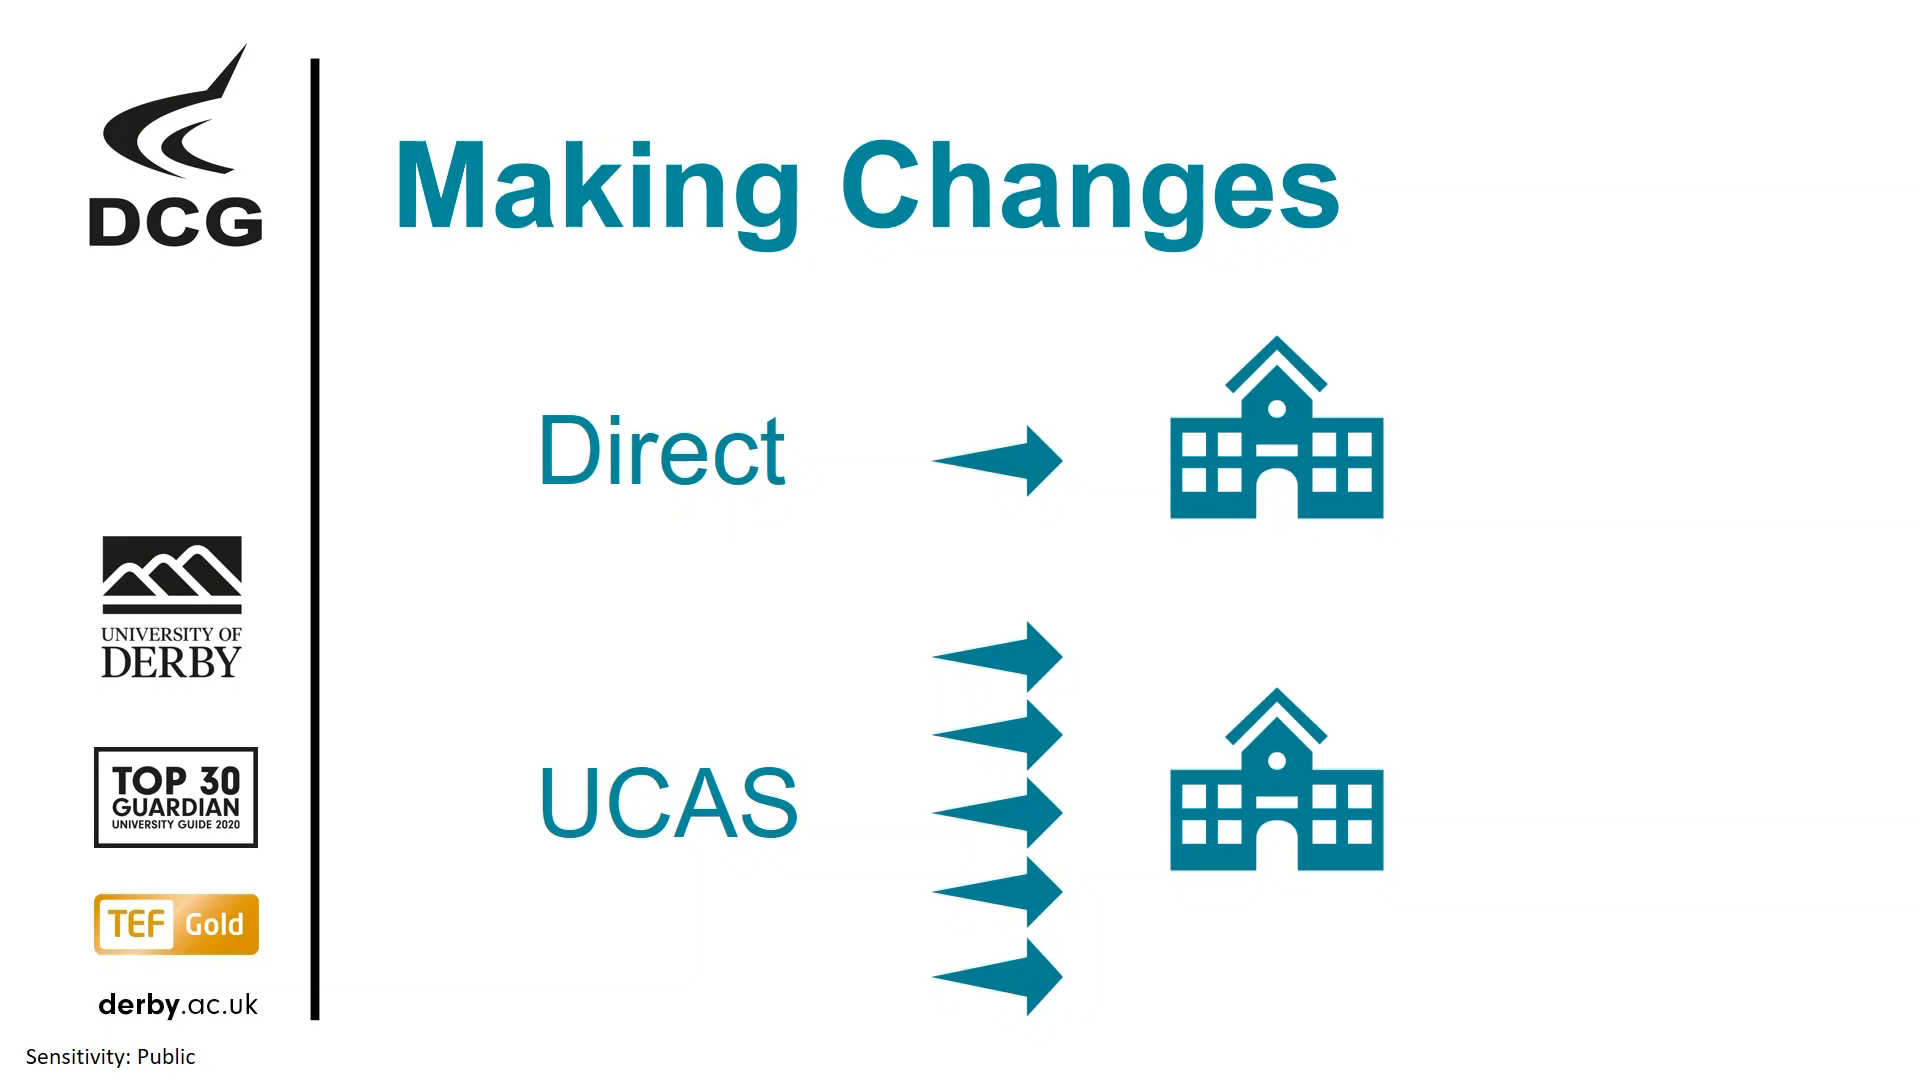 DCG
UNIVERSITY OF
DERBY
TOP 30
GUARDIAN
UNIVERSITY GUIDE 2020
TEF Gold
derby.ac.uk
Sensitivity: Public
Making Changes
Direct
UCAS